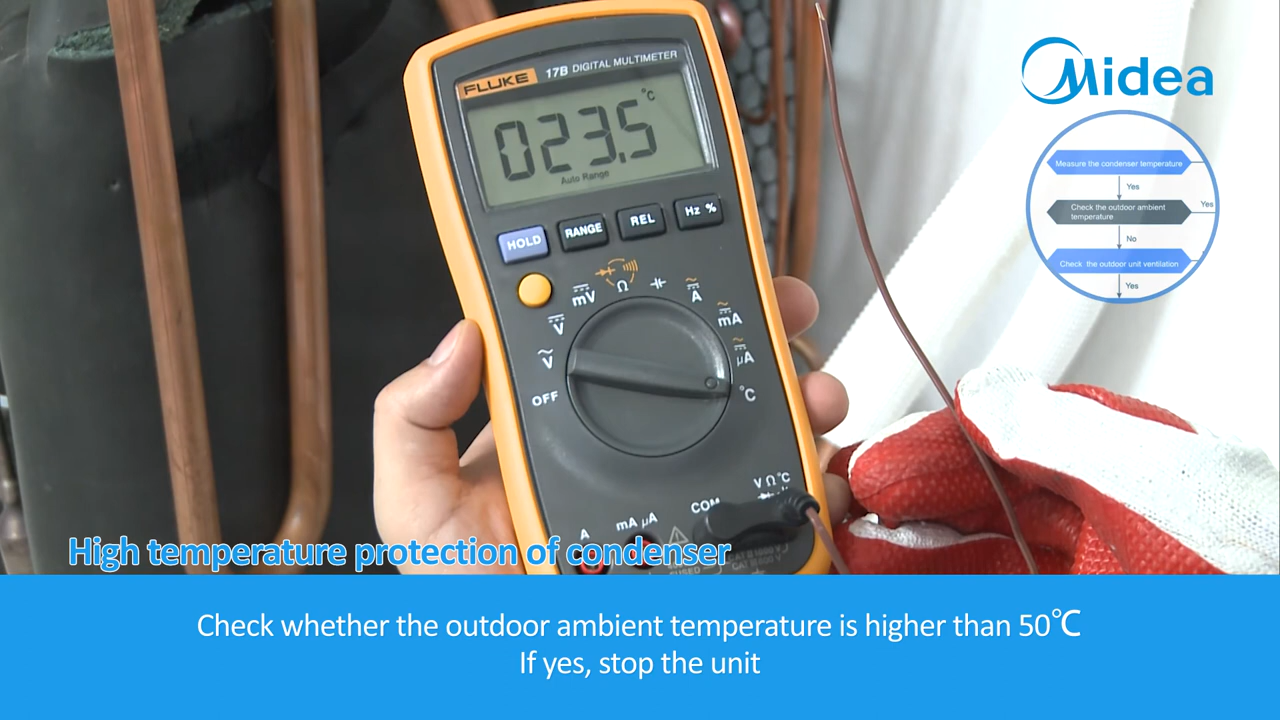 FLUKE 17B DIGITAL MULTIMETER
023.5 °C
Auto Range
HOLD RANGE REL Hz %
mV Ω A
V mA
V µA
OFF °C
V Ω °C
A mA µA COM
Midea
Measure the condenser temperature
Yes
Check the outdoor ambient
temperature
Yes
No
Check the outdoor unit ventilation
Yes
High temperature protection of condenser
Check whether the outdoor ambient temperature is higher than 50℃
If yes, stop the unit